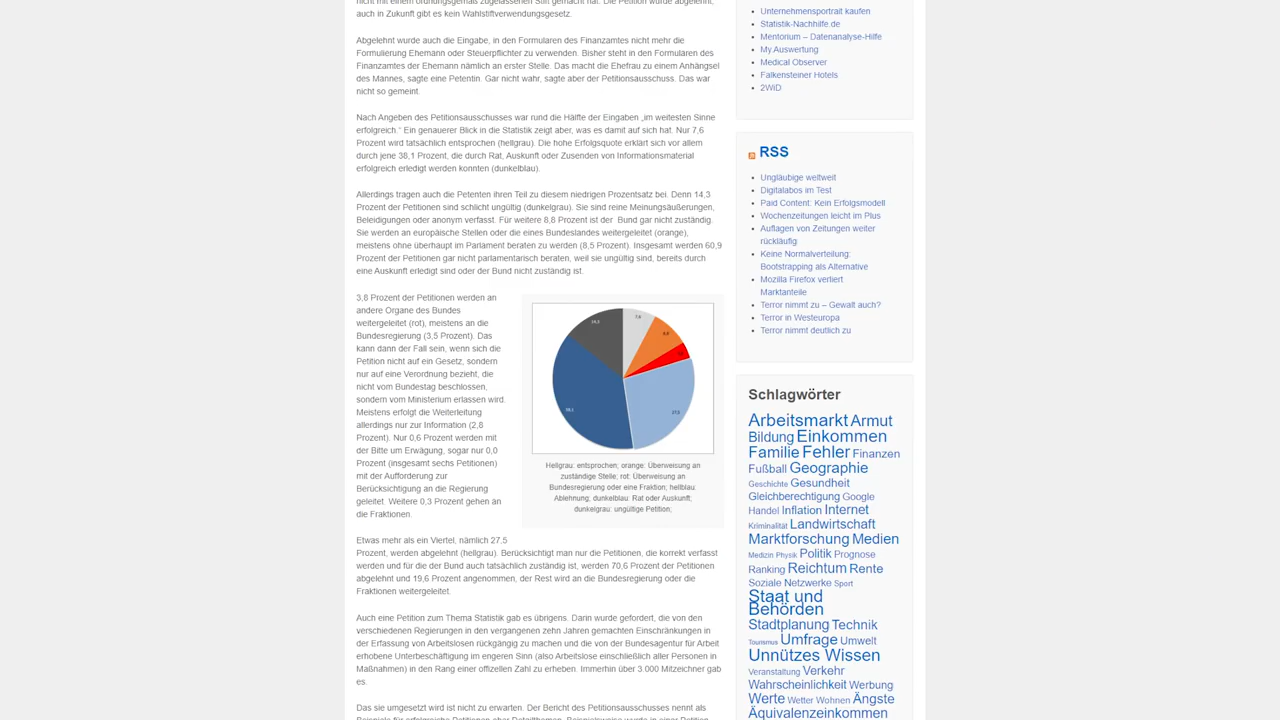 nicht mit einem ordnungsgemäß zugelassenen Stift gemacht hat. Die Petition wurde abgelehnt,
auch in Zukunft gibt es kein Wahlstiftverwendungsgesetz.
Abgelehnt wurde auch die Eingabe, in den Formularen des Finanzamtes nicht mehr die
Formulierung Ehemann oder Steuerpflichter zu verwenden. Bisher steht in den Formularen des
Finanzamtes der Ehemann nämlich an erster Stelle. Das macht die Ehefrau zu einem Anhängsel
des Mannes, sagte eine Petentin. Gar nicht wahr, sagte aber der Petitionsausschuss. Das war
nicht so gemeint.
Nach Angeben des Petitionsausschusses war rund die Hälfte der Eingaben „im weitesten Sinne
erfolgreich.“ Ein genauerer Blick in die Statistik zeigt aber, was es damit auf sich hat. Nur 7,6
Prozent wird tatsächlich entsprochen (hellgrau). Die hohe Erfolgsquote erklärt sich vor allem
durch jene 38,1 Prozent, die durch Rat, Auskunft oder Zusenden von Informationsmaterial
erfolgreich erledigt werden konnten (dunkelblau).
Allerdings tragen auch die Petenten ihren Teil zu diesem niedrigen Prozentsatz bei. Denn 14,3
Prozent der Petitionen sind schlicht ungültig (dunkelgrau). Sie sind reine Meinungsäußerungen,
Beleidigungen oder anonym verfasst. Für weitere 8,8 Prozent ist der Bund gar nicht zuständig.
Sie werden an europäische Stellen oder die eines Bundeslandes weitergeleitet (orange),
meistens ohne überhaupt im Parlament beraten zu werden (8,5 Prozent). Insgesamt werden 60,9
Prozent der Petitionen gar nicht parlamentarisch beraten, weil sie ungültig sind, bereits durch
eine Auskunft erledigt sind oder der Bund nicht zuständig ist.
3,8 Prozent der Petitionen werden an
andere Organe des Bundes
weitergeleitet (rot), meistens an die
Bundesregierung (3,5 Prozent). Das
kann dann der Fall sein, wenn sich die
Petition nicht auf ein Gesetz, sondern
nur auf eine Verordnung bezieht, die
nicht vom Bundestag beschlossen,
sondern vom Ministerium erlassen wird.
Meistens erfolgt die Weiterleitung
allerdings nur zur Information (2,8
Prozent). Nur 0,6 Prozent werden mit
der Bitte um Erwägung, sogar nur 0,0
Prozent (insgesamt sechs Petitionen)
mit der Aufforderung zur
Berücksichtigung an die Regierung
geleitet. Weitere 0,3 Prozent gehen an
die Fraktionen.
14,3
7,6
8,8
38,1
27,5
Hellgrau: entsprochen; orange: Überweisung an
zuständige Stelle; rot: Überweisung an
Bundesregierung oder eine Fraktion; hellblau:
Ablehnung; dunkelblau: Rat oder Auskunft;
dunkelgrau: ungültige Petition;
Etwas mehr als ein Viertel, nämlich 27,5
Prozent, werden abgelehnt (hellgrau). Berücksichtigt man nur die Petitionen, die korrekt verfasst
werden und für die der Bund auch tatsächlich zuständig ist, werden 70,6 Prozent der Petitionen
abgelehnt und 19,6 Prozent angenommen, der Rest wird an die Bundesregierung oder die
Fraktionen weitergeleitet.
Auch eine Petition zum Thema Statistik gab es übrigens. Darin wurde gefordert, die von den
verschiedenen Regierungen in den vergangenen zehn Jahren gemachten Einschränkungen in
der Erfassung von Arbeitslosen rückgängig zu machen und die von der Bundesagentur für Arbeit
erhobene Unterbeschäftigung im engeren Sinn (also Arbeitslose einschließlich aller Personen in
Maßnahmen) in den Rang einer offizellen Zahl zu erheben. Immerhin über 3.000 Mitzeichner gab
es.
Das sie umgesetzt wird ist nicht zu erwarten. Der Bericht des Petitionsausschusses nennt als
Beispiele für erfolgreiche Petitionen eher Detailthemen. Beispielsweise wurde in einer Petition
Unternehmensportrait kaufen
Statistik-Nachhilfe.de
Mentorium – Datenanalyse-Hilfe
My Auswertung
Medical Observer
Falkensteiner Hotels
2WiD
RSS
Ungläubige weltweit
Digitalabos im Test
Paid Content: Kein Erfolgsmodell
Wochenzeitungen leicht im Plus
Auflagen von Zeitungen weiter
rückläufig
Keine Normalverteilung:
Bootstrapping als Alternative
Mozilla Firefox verliert
Marktanteile
Terror nimmt zu – Gewalt auch?
Terror in Westeuropa
Terror nimmt deutlich zu
Schlagwörter
Arbeitsmarkt Armut
Bildung Einkommen
Familie Fehler Finanzen
Fußball Geographie
Geschichte Gesundheit
Gleichberechtigung Google
Handel Inflation Internet
Kriminalität Landwirtschaft
Marktforschung Medien
Medizin Physik Politik Prognose
Ranking Reichtum Rente
Soziale Netzwerke Sport
Staat und
Behörden
Stadtplanung Technik
Tourismus Umfrage Umwelt
Unnützes Wissen
Veranstaltung Verkehr
Wahrscheinlichkeit Werbung
Werte Wetter Wohnen Ängste
Äquivalenzeinkommen